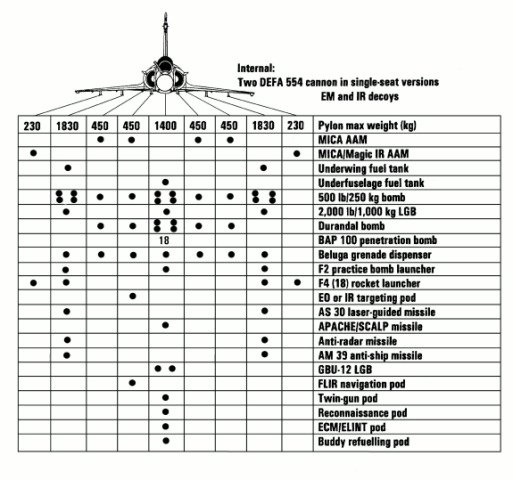 Internal:
Two DEFA 554 cannon in single-seat versions
EM and IR decoys
230 1830 450 450 1400 450 450 1830 230 Pylon max weight (kg)
MICA AAM
MICA/Magic IR AAM
Underwing fuel tank
Underfuselage fuel tank
500 lb/250 kg bomb
2,000 lb/1,000 kg LGB
Durandal bomb
18 BAP 100 penetration bomb
Beluga grenade dispenser
F2 practice bomb launcher
F4 (18) rocket launcher
EO or IR targeting pod
AS 30 laser-guided missile
APACHE/SCALP missile
Anti-radar missile
AM 39 anti-ship missile
GBU-12 LGB
FLIR navigation pod
Twin-gun pod
Reconnaissance pod
ECM/ELINT pod
Buddy refuelling pod